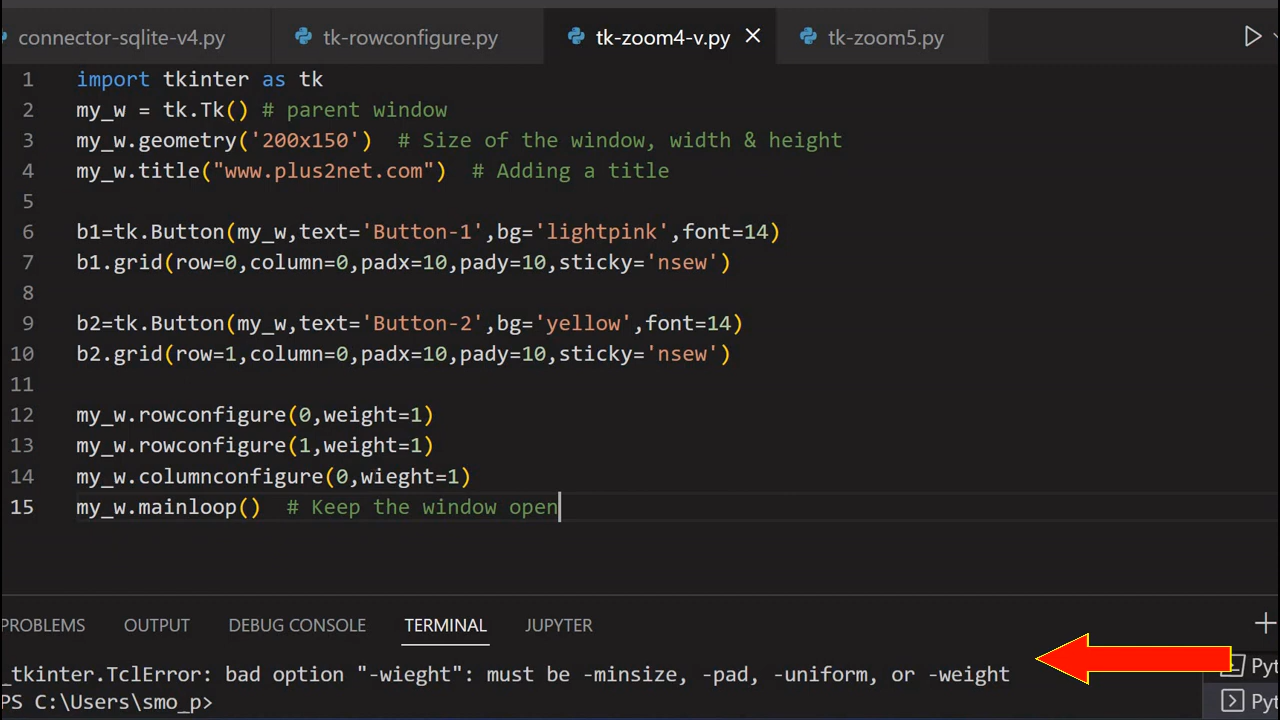 connector-sqlite-v4.py tk-rowconfigure.py tk-zoom4-v.py tk-zoom5.py
1 import tkinter as tk
2 my_w = tk.Tk() # parent window
3 my_w.geometry('200x150')  # Size of the window, width & height
4 my_w.title("www.plus2net.com")  # Adding a title
5
6 b1=tk.Button(my_w,text='Button-1',bg='lightpink',font=14)
7 b1.grid(row=0,column=0,padx=10,pady=10,sticky='nsew')
8
9 b2=tk.Button(my_w,text='Button-2',bg='yellow',font=14)
10 b2.grid(row=1,column=0,padx=10,pady=10,sticky='nsew')
11
12 my_w.rowconfigure(0,weight=1)
13 my_w.rowconfigure(1,weight=1)
14 my_w.columnconfigure(0,wieght=1)
15 my_w.mainloop()  # Keep the window open
PROBLEMS OUTPUT DEBUG CONSOLE TERMINAL JUPYTER
_tkinter.TclError: bad option "-wieght": must be -minsize, -pad, -uniform, or -weight
Pyt
PS C:\Users\smo_p>
Pyt